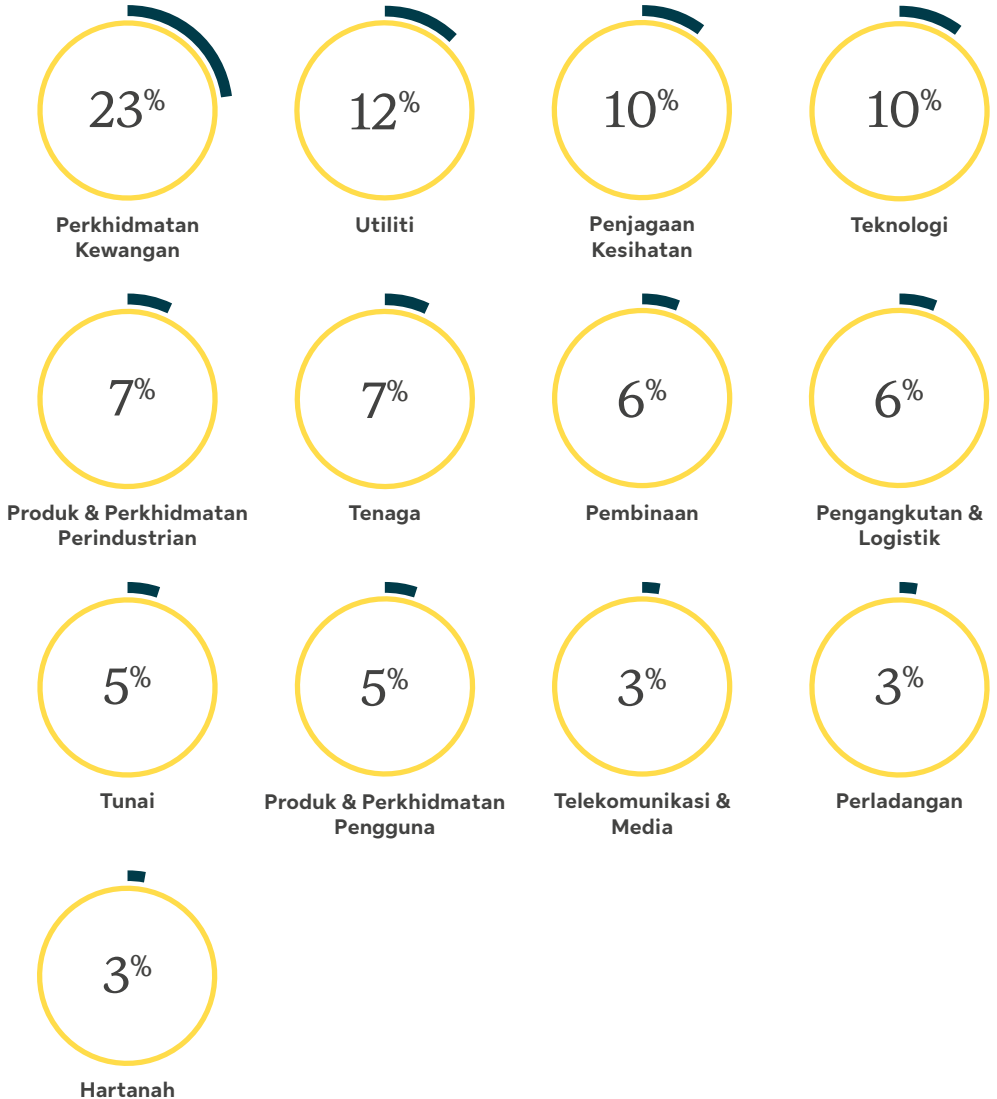 23%
Perkhidmatan
Kewangan
12%
Utiliti
10%
Penjagaan
Kesihatan
10%
Teknologi
7%
Produk & Perkhidmatan
Perindustrian
7%
Tenaga
6%
Pembinaan
6%
Pengangkutan &
Logistik
5%
Tunai
5%
Produk & Perkhidmatan
Pengguna
3%
Telekomunikasi &
Media
3%
Perladangan
3%
Hartanah